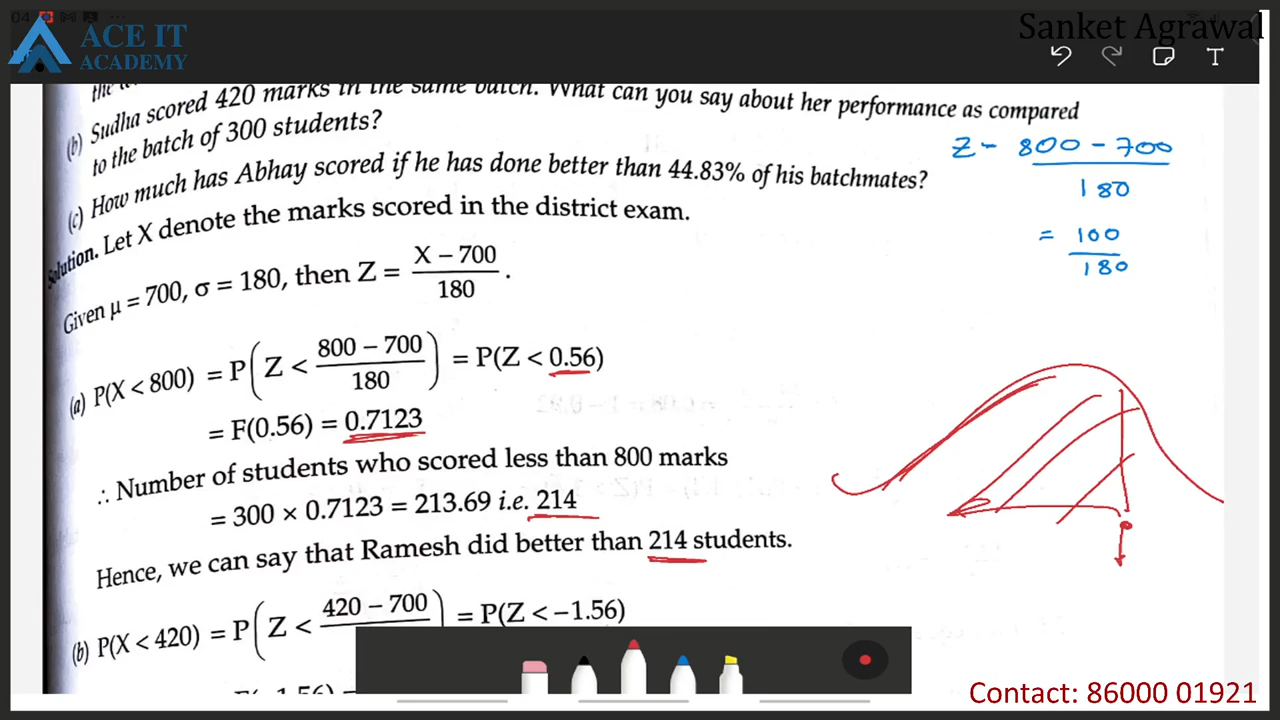 Sanket Agrawal
ACE IT
ACADEMY
(b) Sudha scored 420 marks in the same batch. What can you say about her performance as compared
to the batch of 300 students?
(c) How much has Abhay scored if he has done better than 44.83% of his batchmates?
Solution. Let X denote the marks scored in the district exam.
Given μ = 700, σ = 180, then Z = (X – 700)/180 .
(a) P(X < 800) = P(Z < (800 – 700)/180) = P(Z < 0.56)
= F(0.56) = 0.7123
∴ Number of students who scored less than 800 marks
= 300 × 0.7123 = 213.69 i.e. 214
Hence, we can say that Ramesh did better than 214 students.
(b) P(X < 420) = P(Z < 420 – 700 ) = P(Z < –1.56)
Z - 800 - 700
180
= 100
180
Contact: 86000 01921